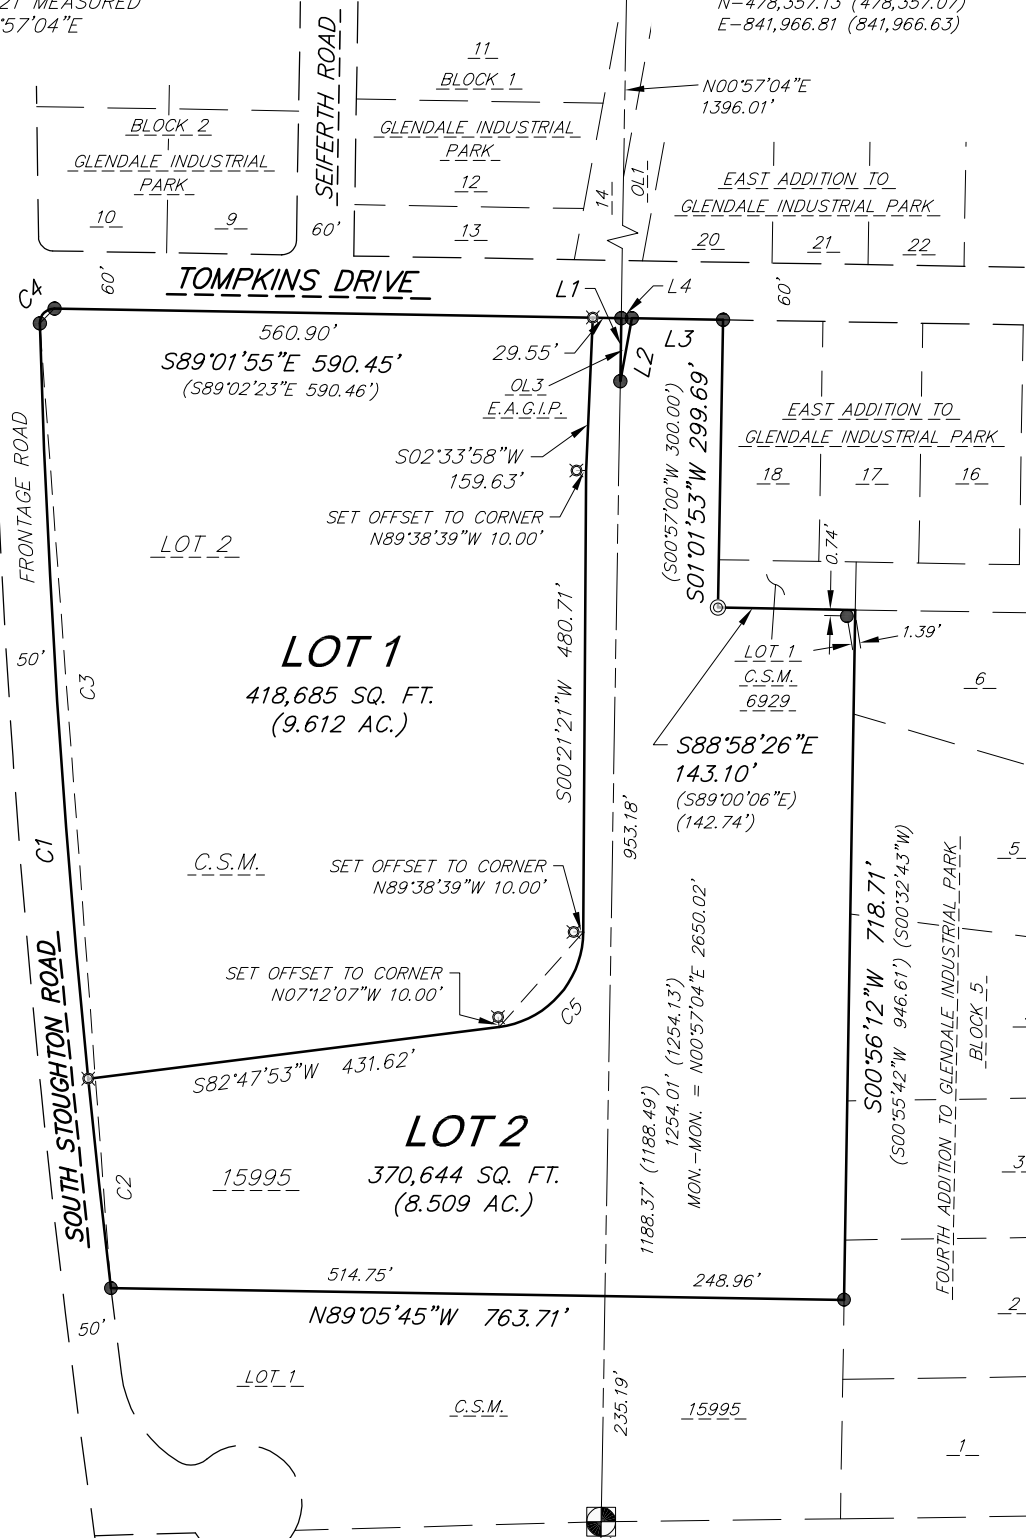 21 MEASURED
°57'04"E
N-478,357.13 (478,357.07)
E-841,966.81 (841,966.63)
SEIFERTH ROAD
11
BLOCK 1
GLENDALE INDUSTRIAL
PARK
12
13
BLOCK 2
GLENDALE INDUSTRIAL
PARK
10
9
60'
N00°57'04"E
1396.01'
14
OL1
EAST ADDITION TO
GLENDALE INDUSTRIAL PARK
20
21
22
60'
TOMPKINS DRIVE
60'
C4
L1
L4
L3
L2
560.90'
S89°01'55"E 590.45'
(S89°02'23"E 590.46')
29.55'
OL3
E.A.G.I.P.
S02°33'58"W
159.63'
SET OFFSET TO CORNER
N89°38'39"W 10.00'
(S00°57'00"W 300.00')
S01°01'53"W 299.69'
EAST ADDITION TO
GLENDALE INDUSTRIAL PARK
18
17
16
FRONTAGE ROAD
LOT 2
0.74'
1.39'
S00°21'21"W 480.71'
LOT 1
418,685 SQ. FT.
(9.612 AC.)
50'
C3
LOT 1
C.S.M.
6929
6
S88°58'26"E
143.10'
(S89°00'06"E)
(142.74')
C1
C.S.M.
SET OFFSET TO CORNER
N89°38'39"W 10.00'
953.18'
S00°56'12"W 718.71'
(S00°55'42"W 946.61') (S00°32'43"W)
FOURTH ADDITION TO GLENDALE INDUSTRIAL PARK
BLOCK 5
5
SET OFFSET TO CORNER
N07°12'07"W 10.00'
C5
SOUTH STOUGHTON ROAD
S82°47'53"W 431.62'
1188.37' (1188.49')
1254.01' (1254.13')
MON.-MON. = N00°57'04"E 2650.02'
LOT 2
370,644 SQ. FT.
(8.509 AC.)
15995
C2
3
514.75'
248.96'
N89°05'45"W 763.71'
2
50'
LOT 1
C.S.M.
15995
235.19'
1